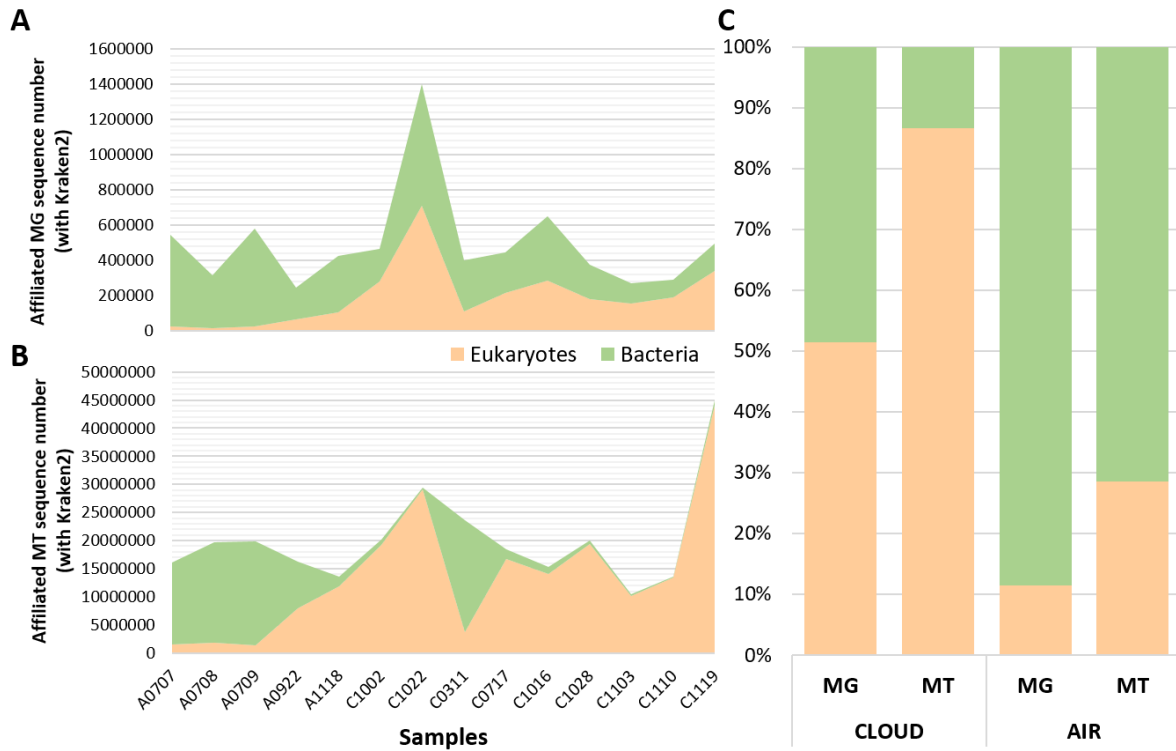 A
Affiliated MG sequence number
(with Kraken2)
1600000
1400000
1200000
1000000
800000
600000
400000
200000
0
Eukaryotes Bacteria
B
Affiliated MT sequence number
(with Kraken2)
50000000
45000000
40000000
35000000
30000000
25000000
20000000
15000000
10000000
5000000
0
A0707 A0708 A0709 A0922 A1118 C1002 C1022 C0311 C0717 C1016 C1028 C1103 C1110 C1119
Samples
C
100%
90%
80%
70%
60%
50%
40%
30%
20%
10%
0%
MG MT MG MT
CLOUD AIR